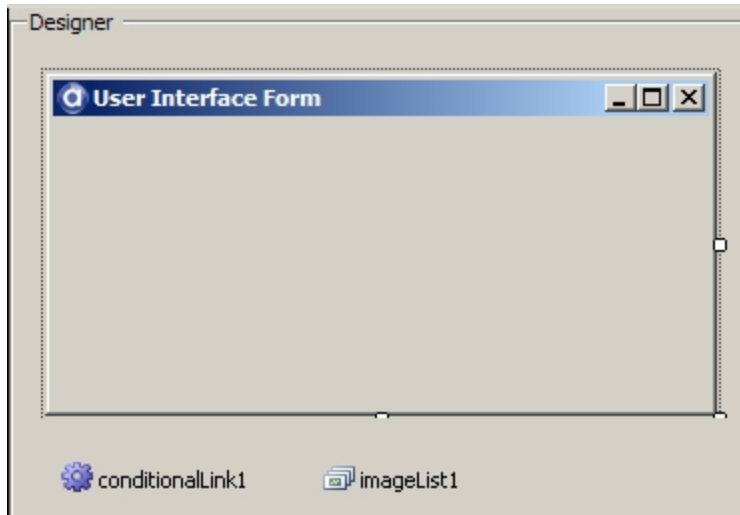 Designer
User Interface Form
conditionalLink1
imageList1